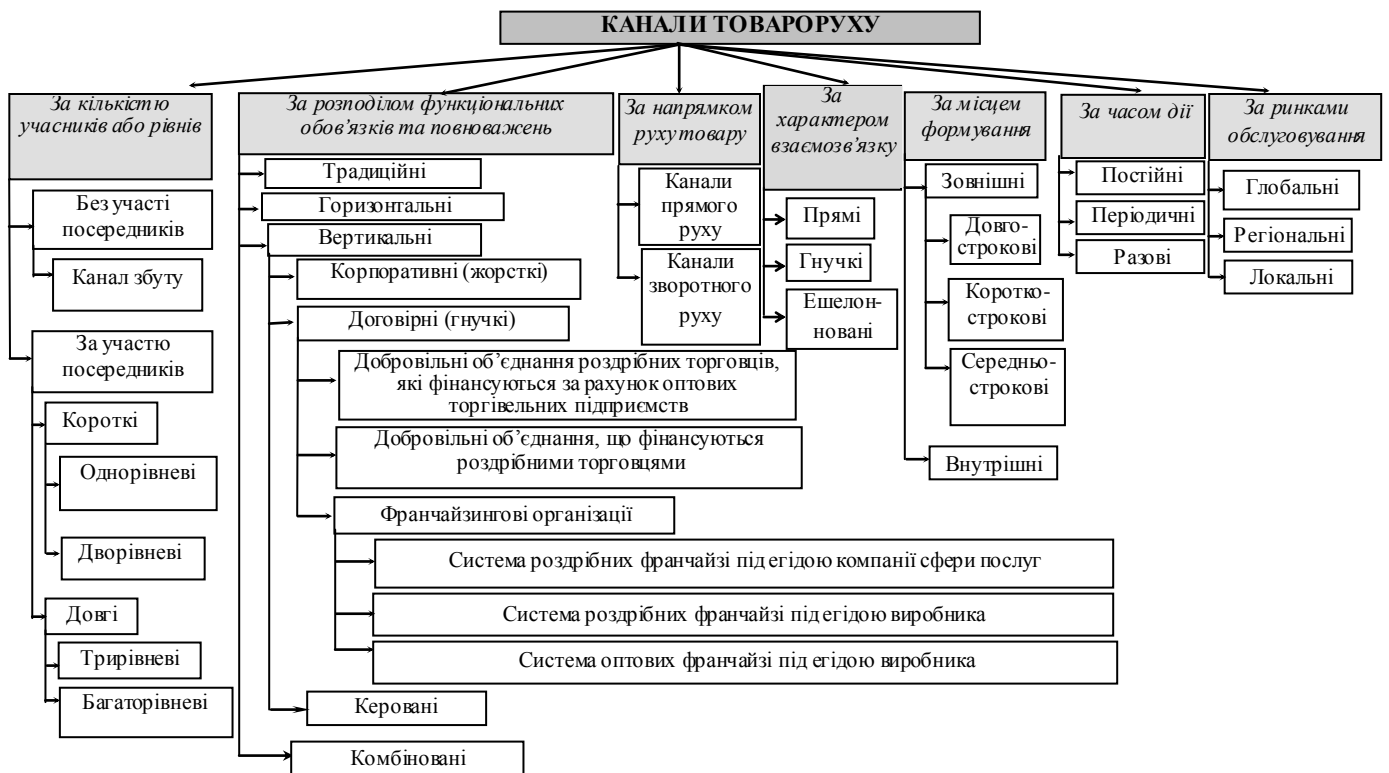 КАНАЛИ ТОВАРОРУХУ
За кількістю
учасників або рівнів
Без участі
посередників
Канал збуту
За участю
посередників
Короткі
Однорівневі
Дворівневі
Довгі
Трирівневі
Багаторівневі
За розподілом функціональних
обов’язків та повноважень
Традиційні
Горизонтальні
Вертикальні
Корпоративні (жорсткі)
Договірні (гнучкі)
Добровільні об’єднання роздрібних торговців,
які фінансуються за рахунок оптових
торгівельних підприємств
Добровільні об’єднання, що фінансуються
роздрібними торговцями
Франчайзингові організації
Система роздрібних франчайзі під егідою компанії сфери послуг
Система роздрібних франчайзі під егідою виробника
Система оптових франчайзі під егідою виробника
Керовані
Комбіновані
За напрямком
руху товару
Канали
прямого
руху
Канали
зворотного
руху
За
характером
взаємозв’язку
Прямі
Гнучкі
Ешелон-
новані
За місцем
формування
Зовнішні
Довго-
строкові
Коротко-
строкові
Середньо-
строкові
Внутрішні
За часом дії
Постійні
Періодичні
Разові
За ринками
обслуговування
Глобальні
Регіональні
Локальні